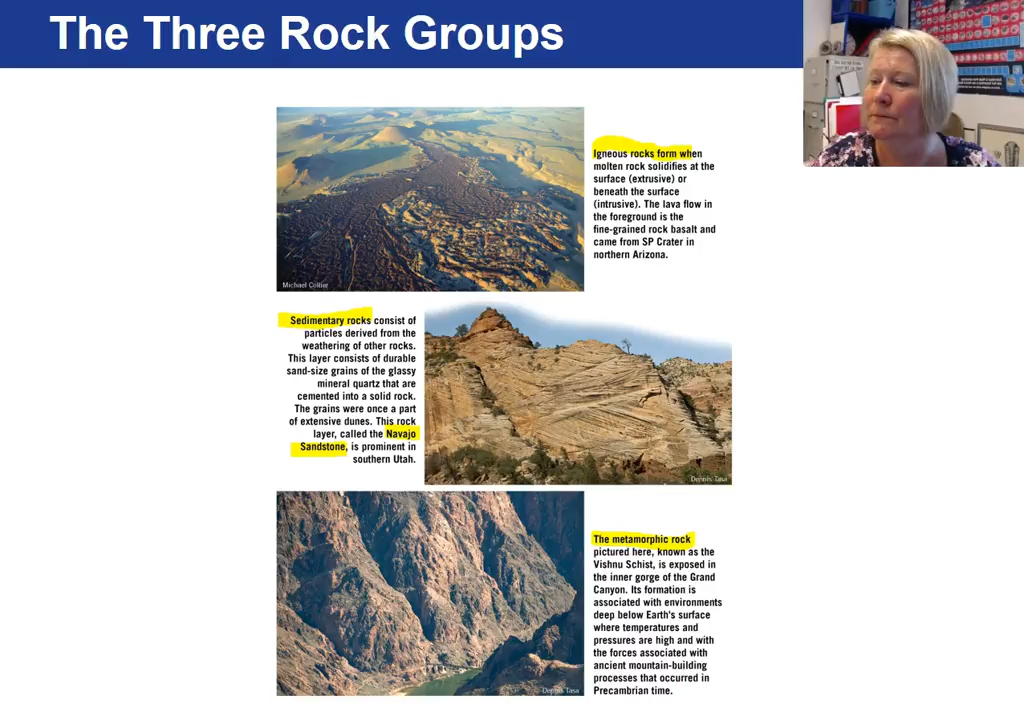 The Three Rock Groups
Igneous rocks form when
molten rock solidifies at the
surface (extrusive) or
beneath the surface
(intrusive). The lava flow in
the foreground is the
fine-grained rock basalt and
came from SP Crater in
northern Arizona.
Michael Collier
Sedimentary rocks consist of
particles derived from the
weathering of other rocks.
This layer consists of durable
sand-size grains of the glassy
mineral quartz that are
cemented into a solid rock.
The grains were once a part
of extensive dunes. This rock
layer, called the Navajo
Sandstone, is prominent in
southern Utah.
Dennis Tasa
The metamorphic rock
pictured here, known as the
Vishnu Schist, is exposed in
the inner gorge of the Grand
Canyon. Its formation is
associated with environments
deep below Earth's surface
where temperatures and
pressures are high and with
the forces associated with
ancient mountain-building
processes that occurred in
Precambrian time.
Dennis Tasa